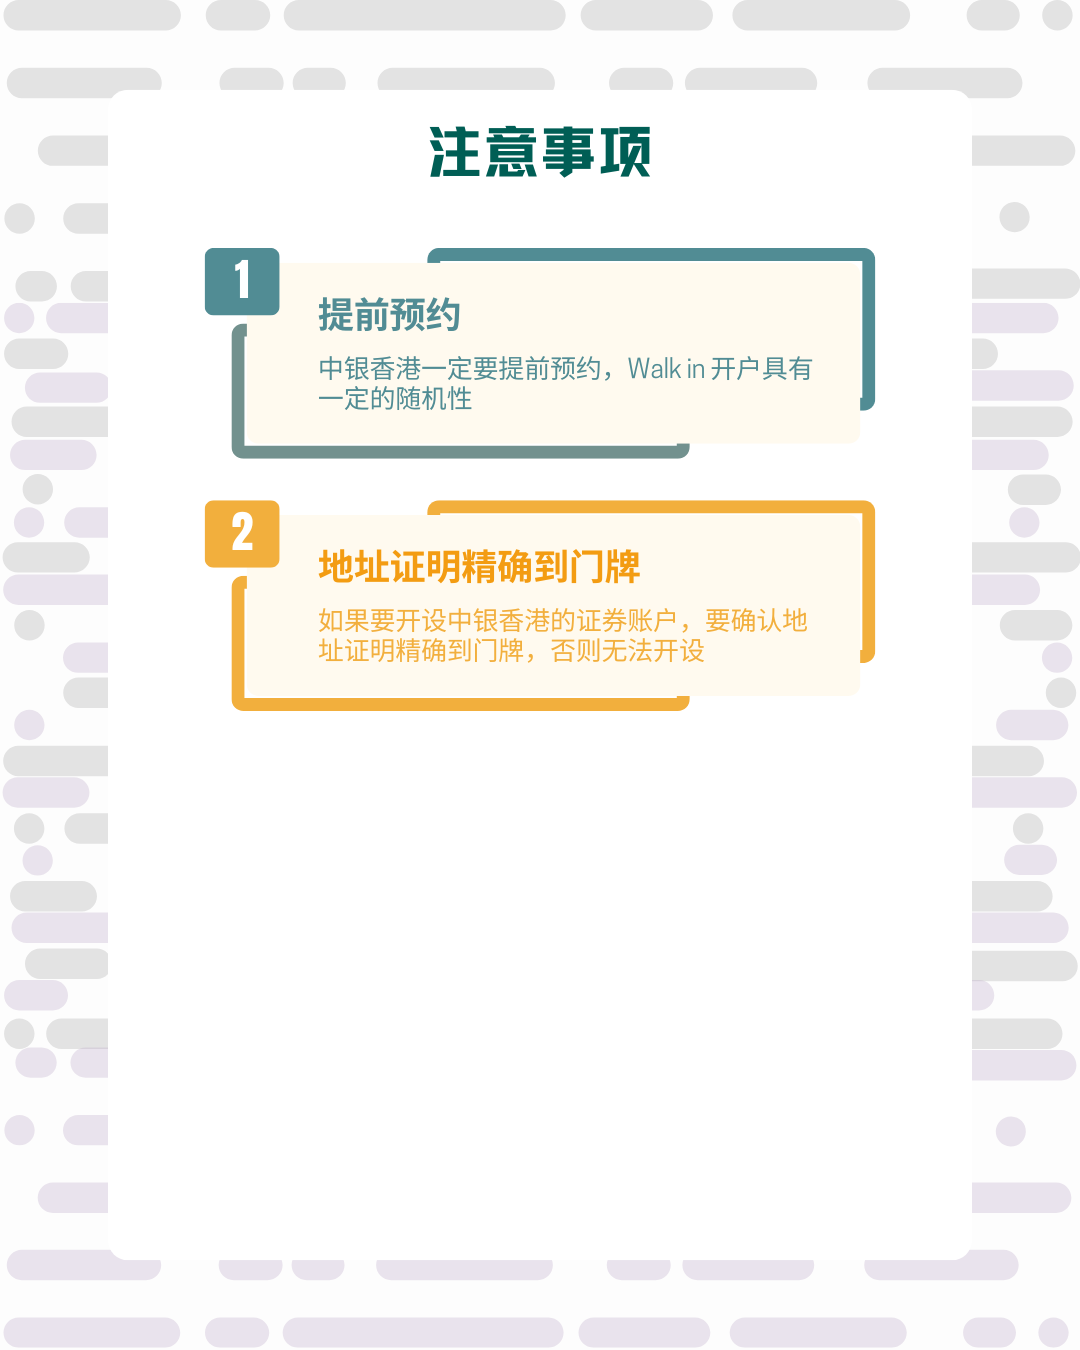 注意事项
1
提前预约
中银香港一定要提前预约，Walk in 开户具有
一定的随机性
2
地址证明精确到门牌
如果要开设中银香港的证券账户，要确认地
址证明精确到门牌，否则无法开设